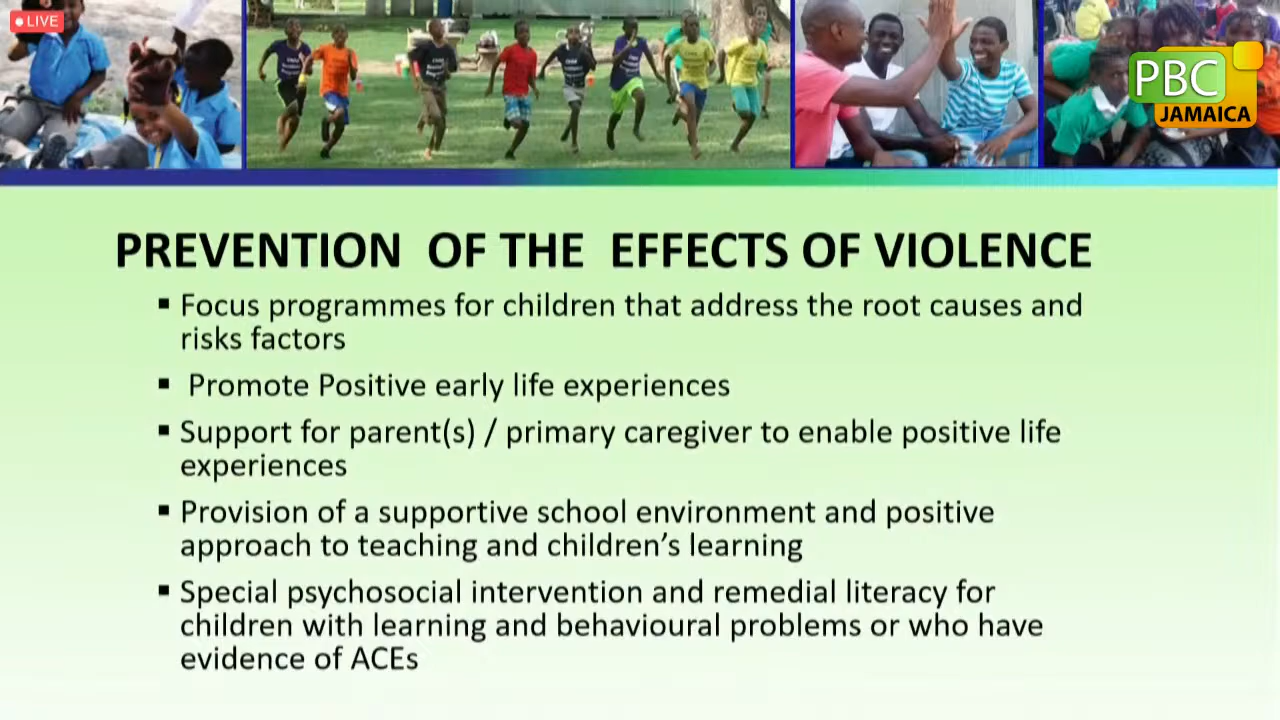 LIVE
PBC
JAMAICA
PREVENTION OF THE EFFECTS OF VIOLENCE
▪ Focus programmes for children that address the root causes and
risks factors
▪ Promote Positive early life experiences
▪ Support for parent(s) / primary caregiver to enable positive life
experiences
▪ Provision of a supportive school environment and positive
approach to teaching and children's learning
▪ Special psychosocial intervention and remedial literacy for
children with learning and behavioural problems or who have
evidence of ACEs